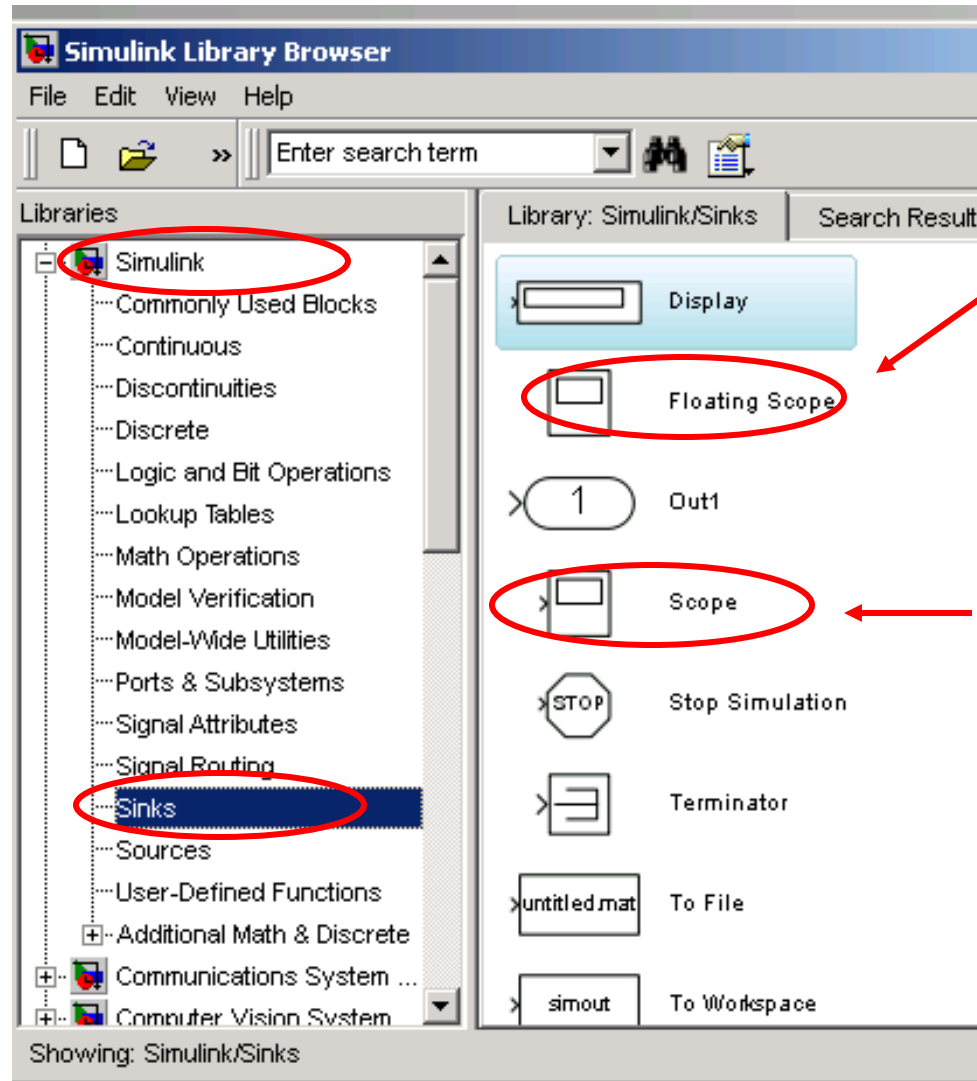 Simulink Library Browser
File Edit View Help
» Enter search term
Libraries
Simulink
Commonly Used Blocks
Continuous
Discontinuities
Discrete
Logic and Bit Operations
Lookup Tables
Math Operations
Model Verification
Model-Wide Utilities
Ports & Subsystems
Signal Attributes
Signal Routing
Sinks
Sources
User-Defined Functions
Additional Math & Discrete
Communications System ...
Computer Vision System
Library: Simulink/Sinks Search Result
Display
Floating Scope
1 Out1
Scope
STOP Stop Simulation
Terminator
untitled.mat To File
simout To Workspace
Showing: Simulink/Sinks